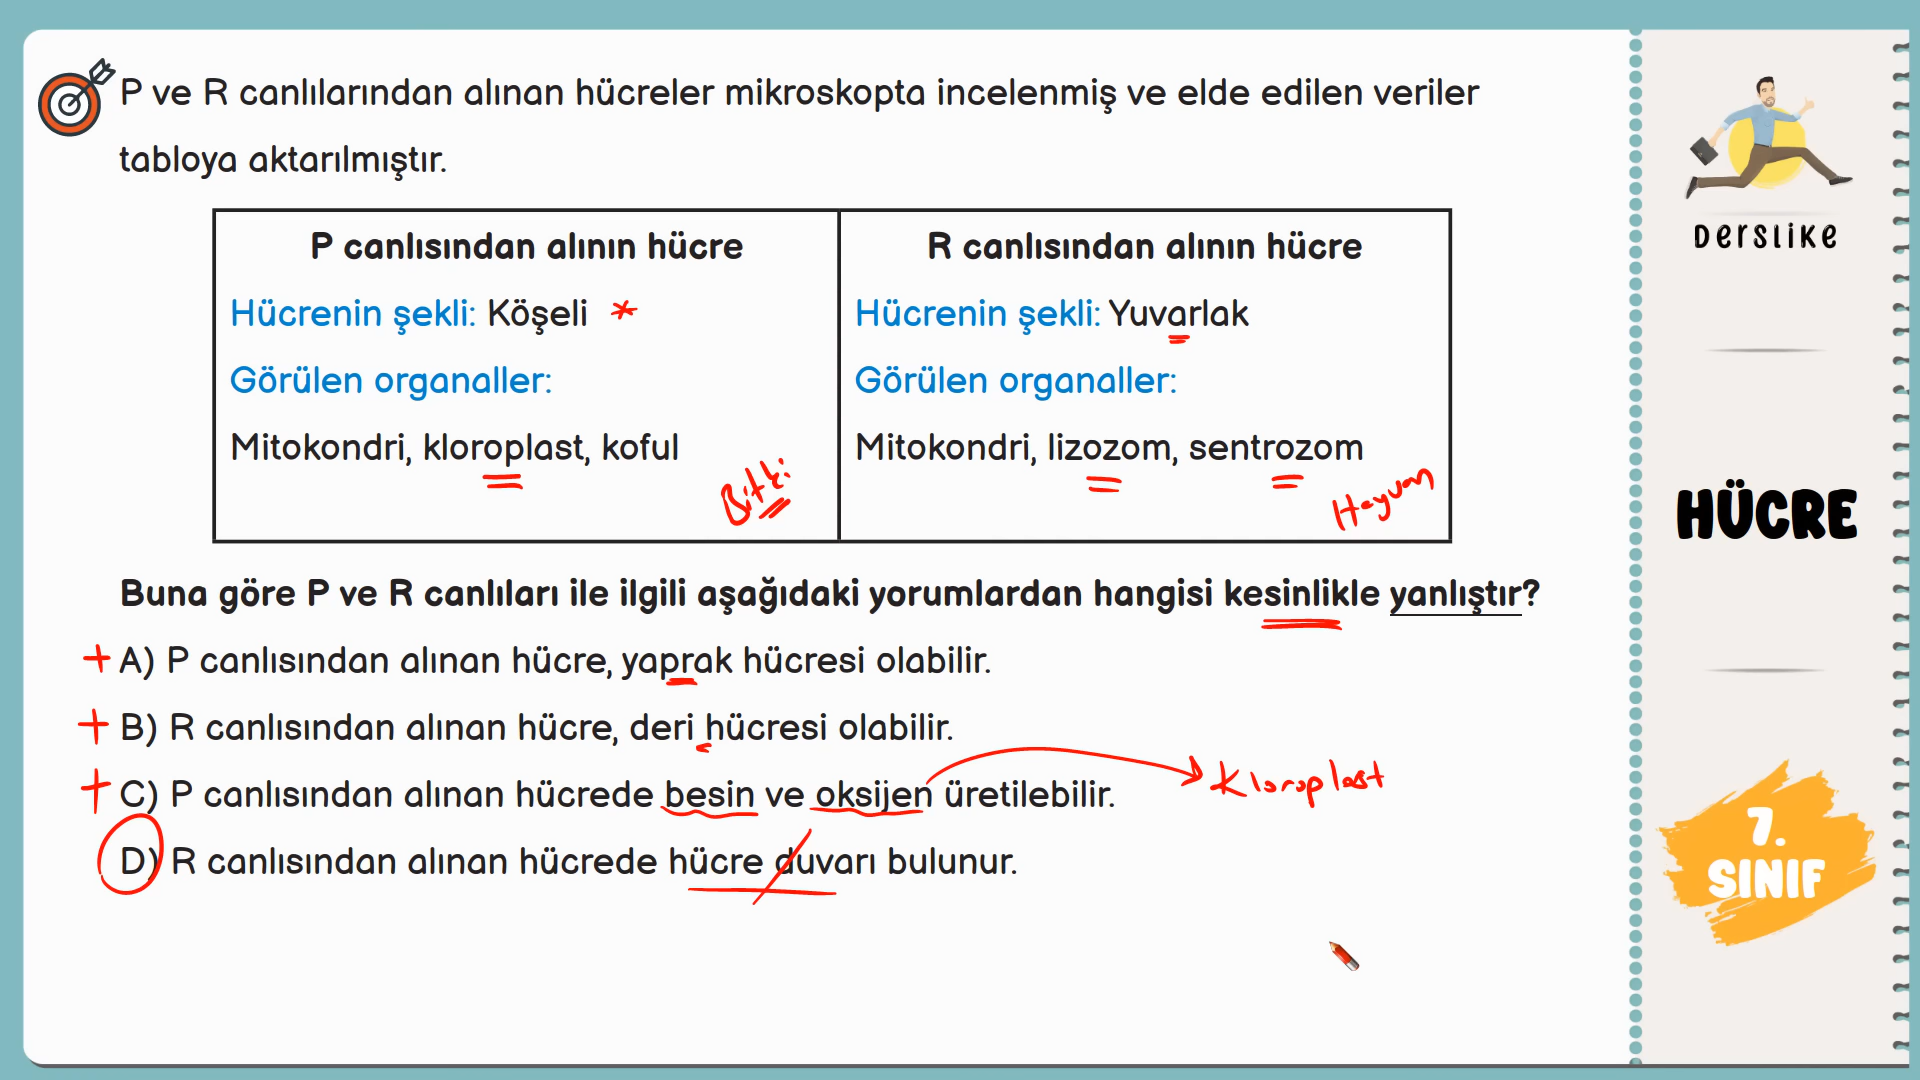 P ve R canlılarından alınan hücreler mikroskopta incelenmiş ve elde edilen veriler
tabloya aktarılmıştır.
P canlısından alının hücre
Hücrenin şekli: Köşeli *
Görülen organaller:
Mitokondri, kloroplast, koful
Bitki
R canlısından alının hücre
Hücrenin şekli: Yuvarlak
Görülen organaller:
Mitokondri, lizozom, sentrozom
Hayvan
Buna göre P ve R canlıları ile ilgili aşağıdaki yorumlardan hangisi kesinlikle yanlıştır?
+ A) P canlısından alınan hücre, yaprak hücresi olabilir.
+ B) R canlısından alınan hücre, deri hücresi olabilir.
+ C) P canlısından alınan hücrede besin ve oksijen üretilebilir.
Kloroplast
D) R canlısından alınan hücrede hücre duvarı bulunur.
DERSLİKE
HÜCRE
7.
SINIF